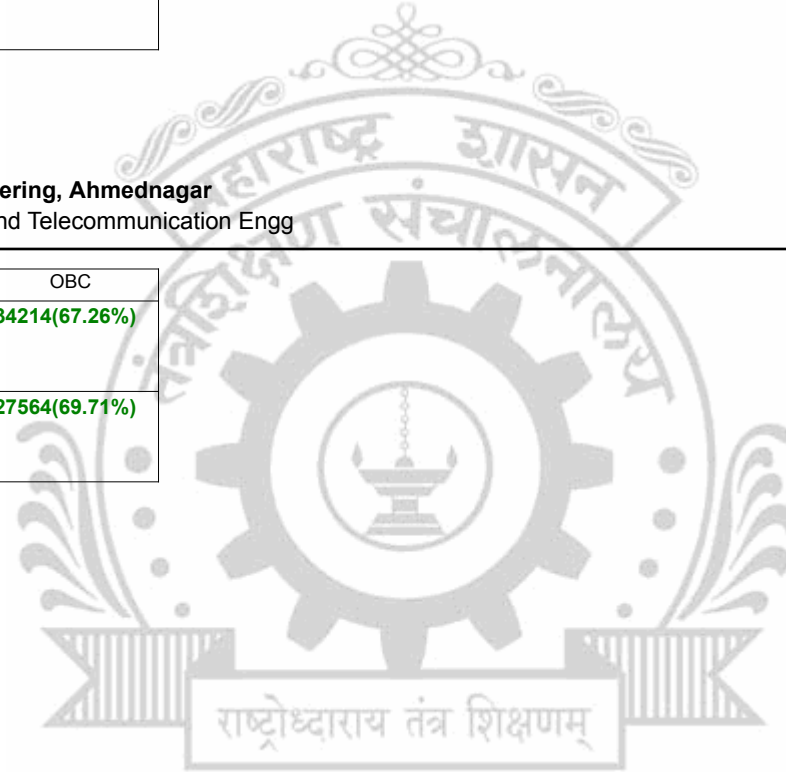 महाराष्ट्र शासन
तंत्रशिक्षण संचालनालय
ering, Ahmednagar
nd Telecommunication Engg
OBC
34214(67.26%)
27564(69.71%)
राष्ट्रोध्दाराय तंत्र शिक्षणम्